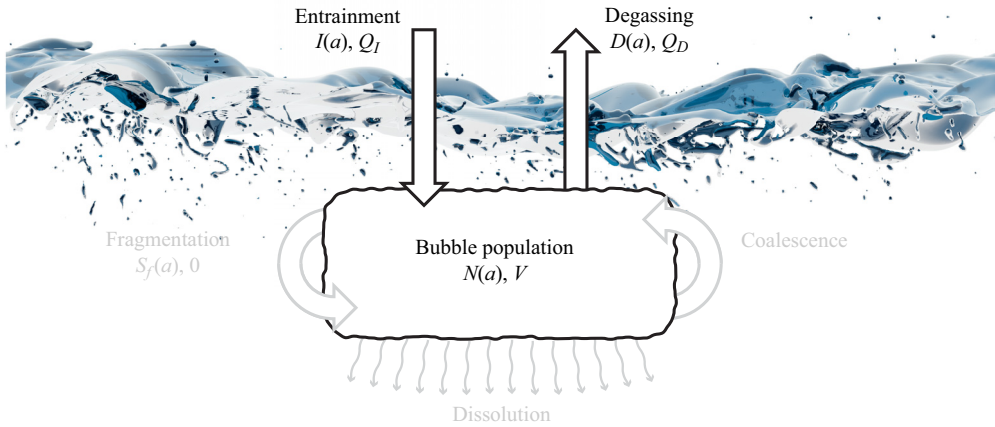 Entrainment
I(a), Q_I
Degassing
D(a), Q_D
Fragmentation
S_f(a), 0
Bubble population
N(a), V
Coalescence
Dissolution